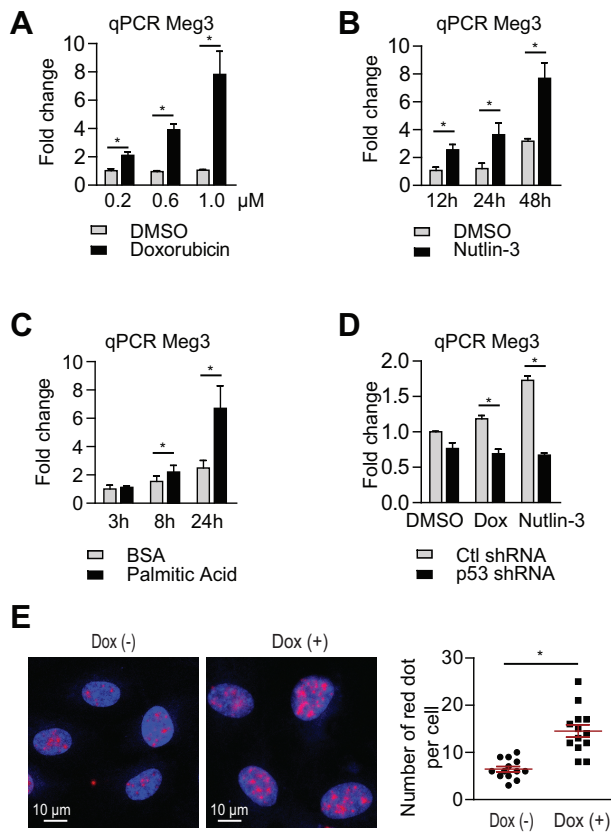 A
qPCR Meg3
Fold change
10
8
6
4
2
0
*
*
*
0.2 0.6 1.0 μM
DMSO
Doxorubicin
B
qPCR Meg3
Fold change
10
8
6
4
2
0
*
*
*
12h 24h 48h
DMSO
Nutlin-3
C
qPCR Meg3
Fold change
10
8
6
4
2
0
*
*
3h 8h 24h
BSA
Palmitic Acid
D
qPCR Meg3
Fold change
2.0
1.5
1.0
0.5
0.0
*
*
DMSO Dox Nutlin-3
Ctl shRNA
p53 shRNA
E
Dox (-)
10 μm
Dox (+)
10 μm
Number of red dot
per cell
30
20
10
0
*
Dox (-) Dox (+)